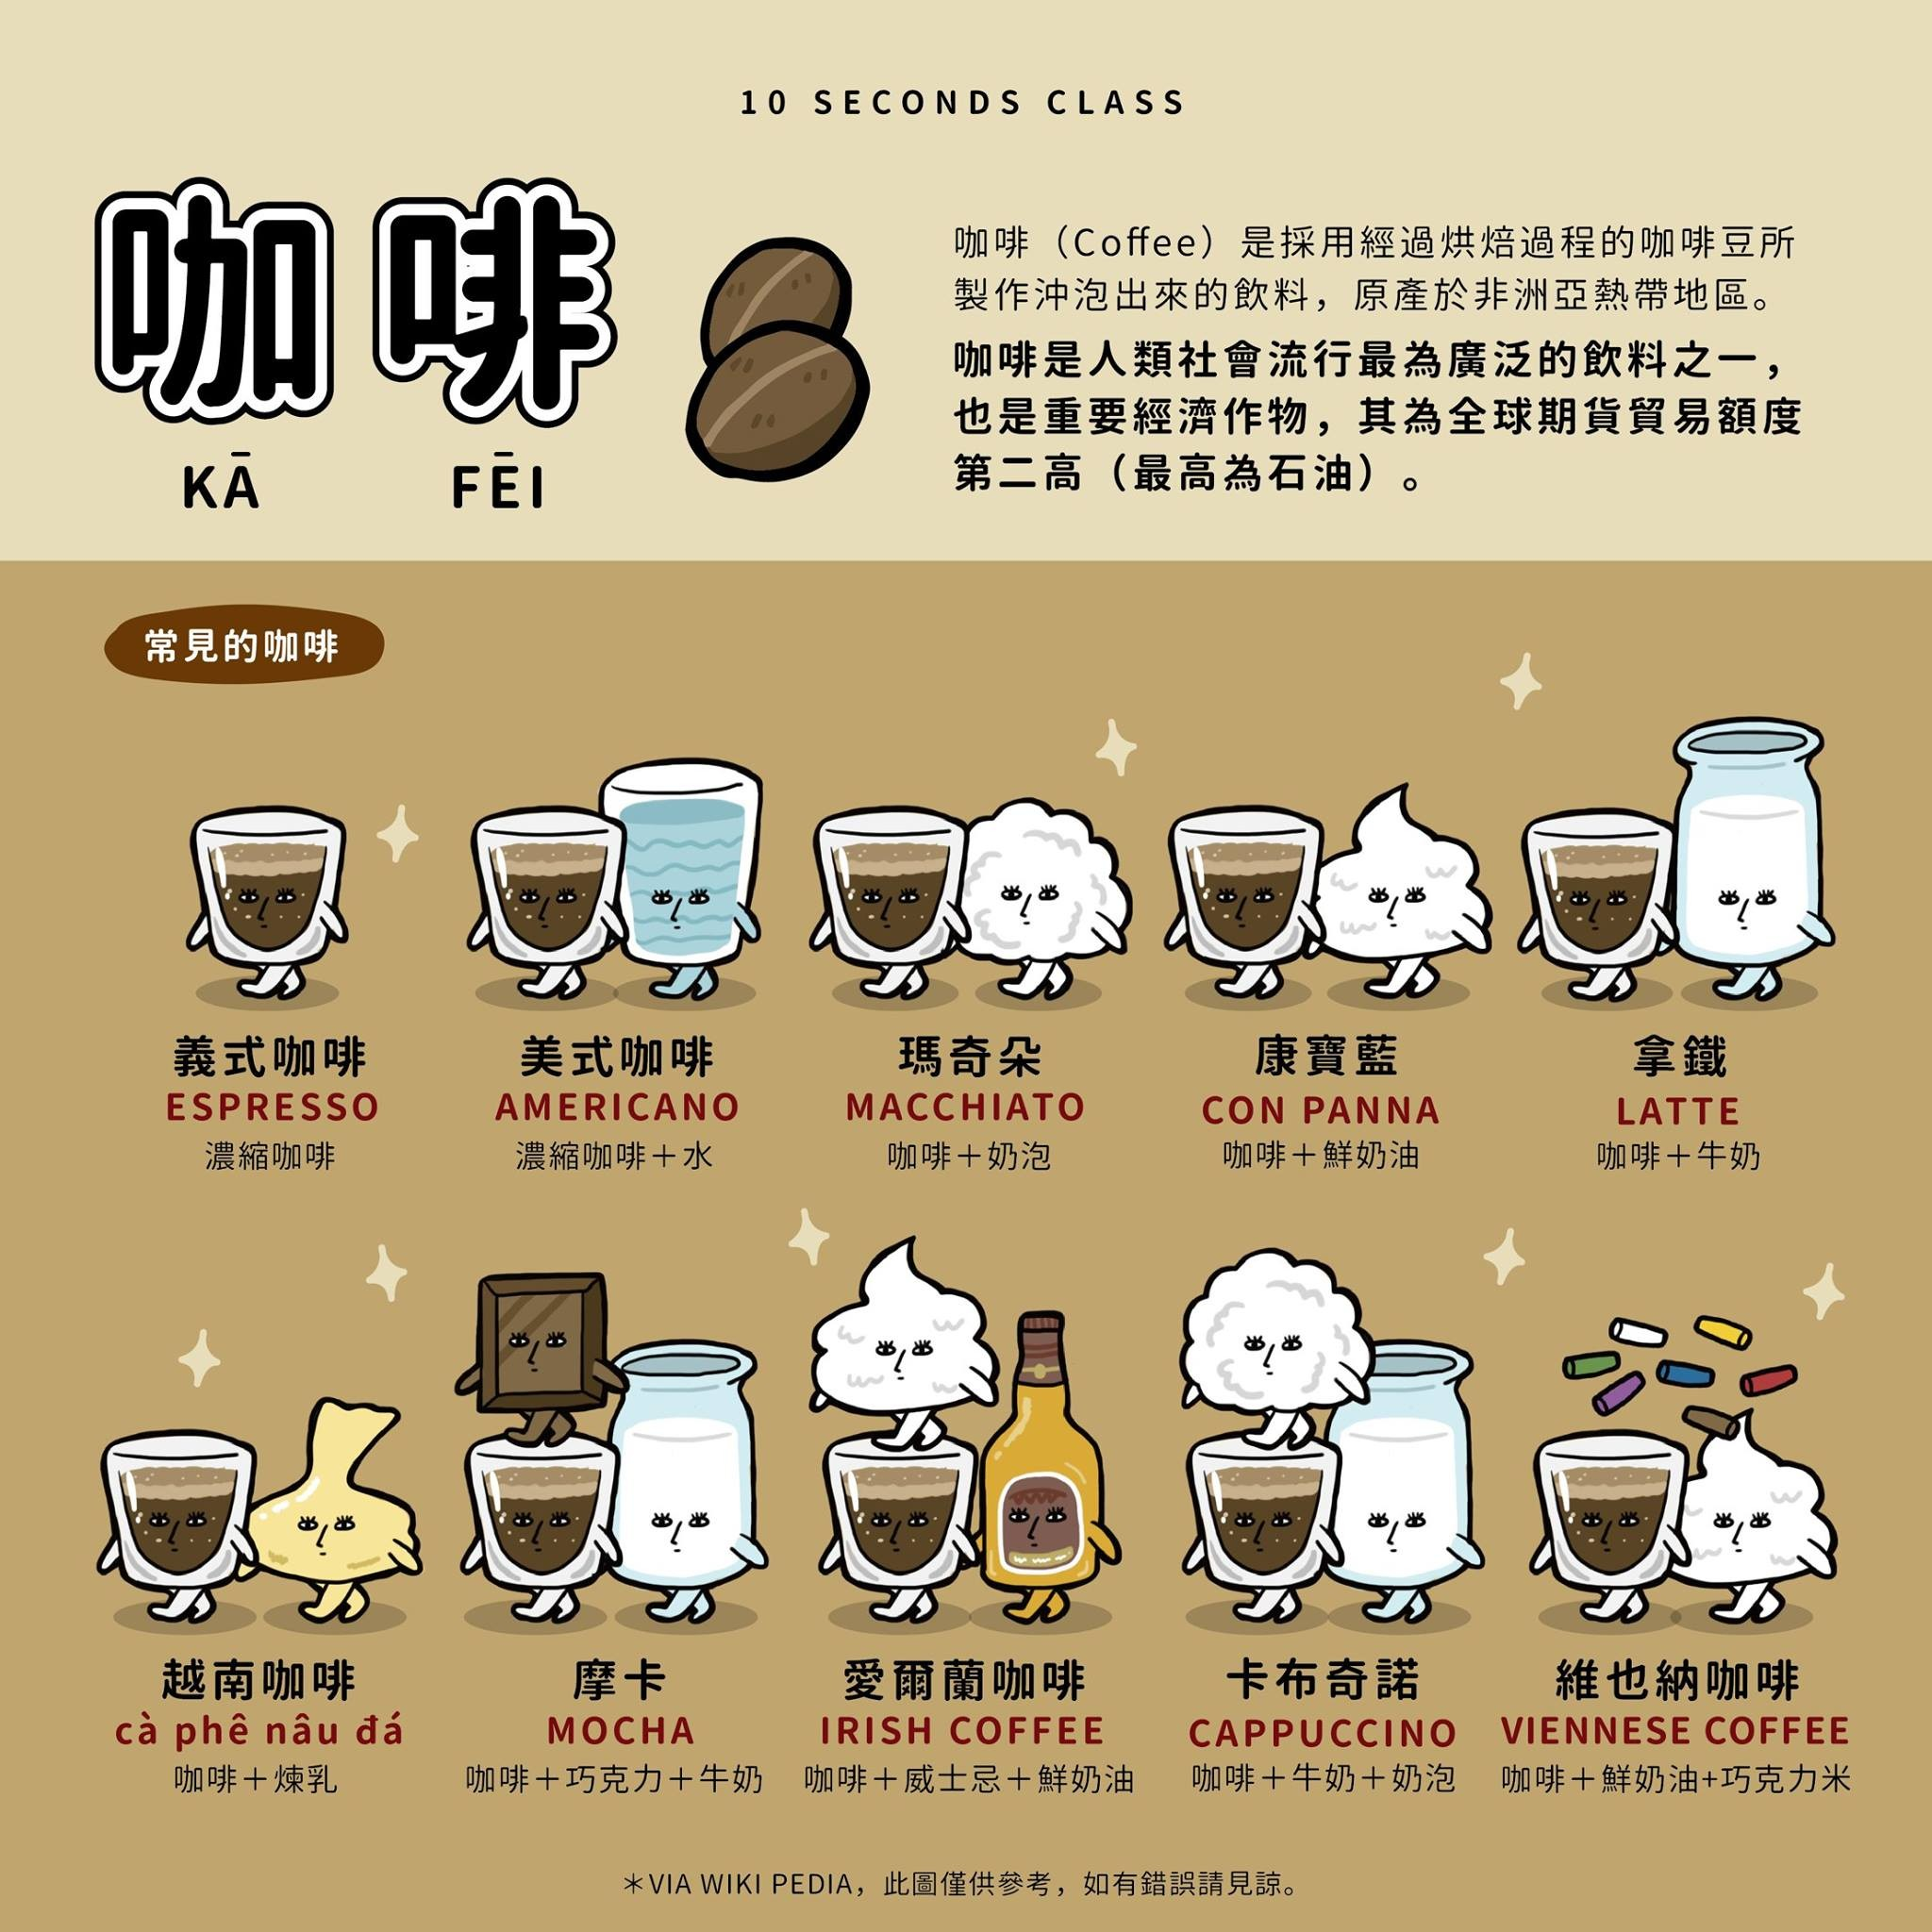 10 SECONDS CLASS
咖啡
KĀ FĒI
咖啡（Coffee）是採用經過烘焙過程的咖啡豆所
製作沖泡出來的飲料，原產於非洲亞熱帶地區。
咖啡是人類社會流行最為廣泛的飲料之一，
也是重要經濟作物，其為全球期貨貿易額度
第二高（最高為石油）。
常見的咖啡
義式咖啡
ESPRESSO
濃縮咖啡
美式咖啡
AMERICANO
濃縮咖啡＋水
瑪奇朵
MACCHIATO
咖啡＋奶泡
康寶藍
CON PANNA
咖啡＋鮮奶油
拿鐵
LATTE
咖啡＋牛奶
越南咖啡
cà phê nâu đá
咖啡＋煉乳
摩卡
MOCHA
咖啡＋巧克力＋牛奶
愛爾蘭咖啡
IRISH COFFEE
咖啡＋威士忌＋鮮奶油
卡布奇諾
CAPPUCCINO
咖啡＋牛奶＋奶泡
維也納咖啡
VIENNESE COFFEE
咖啡＋鮮奶油+巧克力米
＊VIA WIKI PEDIA，此圖僅供參考，如有錯誤請見諒。